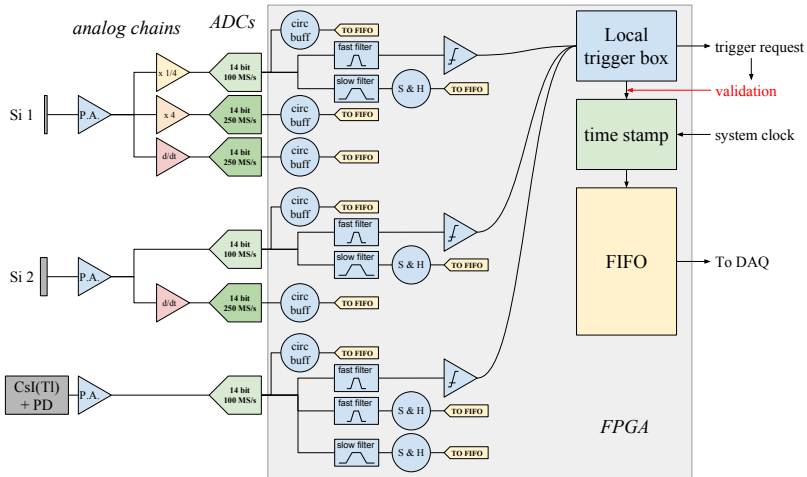 analog chains
ADCs
FPGA
Si 1
P.A.
x 1/4
x 4
d/dt
14 bit
100 MS/s
14 bit
250 MS/s
14 bit
250 MS/s
circ
buff
TO FIFO
fast filter
slow filter
S & H
TO FIFO
circ
buff
TO FIFO
circ
buff
TO FIFO
Si 2
P.A.
d/dt
14 bit
100 MS/s
14 bit
250 MS/s
circ
buff
TO FIFO
fast filter
slow filter
S & H
TO FIFO
circ
buff
TO FIFO
CsI(Tl)
+ PD
P.A.
14 bit
100 MS/s
circ
buff
TO FIFO
fast filter
fast filter
S & H
TO FIFO
slow filter
S & H
TO FIFO
Local
trigger box
trigger request
validation
time stamp
system clock
FIFO
To DAQ